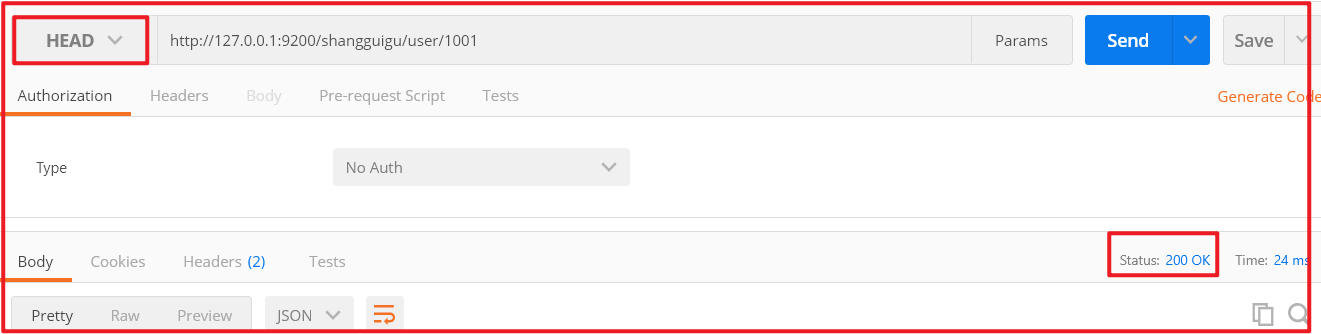 HEAD http://127.0.0.1:9200/shangguigu/user/1001 Params Send Save
Authorization Headers Body Pre-request Script Tests Generate Code
Type No Auth
Body Cookies Headers (2) Tests Status: 200 OK Time: 24 ms
Pretty Raw Preview JSON